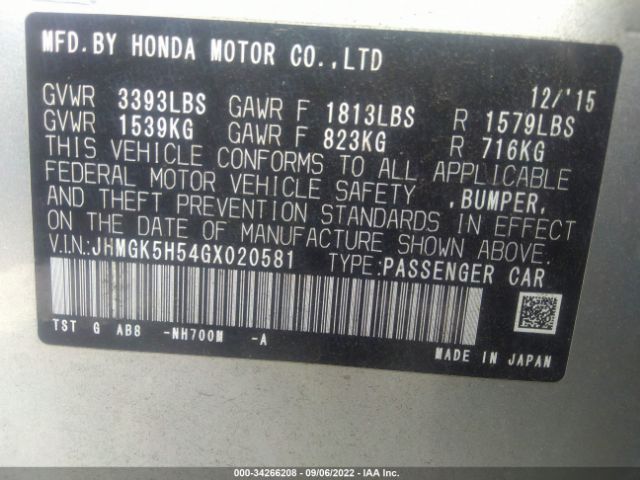 MFD.BY HONDA MOTOR CO.,LTD
12/'15
GVWR 3393LBS GAWR F 1813LBS R 1579LBS
GVWR 1539KG GAWR F 823KG R 716KG
THIS VEHICLE CONFORMS TO ALL APPLICABLE
FEDERAL MOTOR VEHICLE SAFETY ,BUMPER,
AND THEFT PREVENTION STANDARDS IN EFFECT
ON THE DATE OF MANUFACTURE SHOWN ABOVE.
V.I.N.:JHMGK5H54GX020581 TYPE:PASSENGER CAR
TST G AB8 -NH700M -A
MADE IN JAPAN
000-34266208 - 09/06/2022 - IAA Inc.